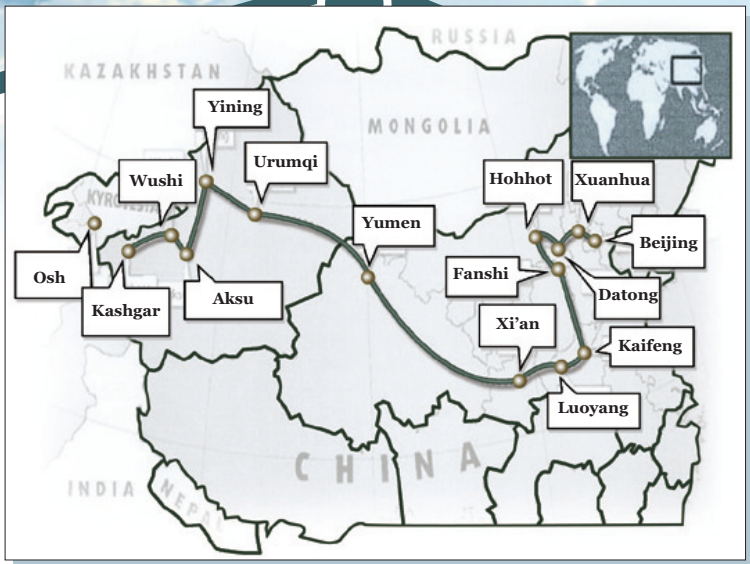 RUSSIA
KAZAKHSTAN
Yining
MONGOLIA
Urumqi
Wushi
Hohhot
Xuanhua
Yumen
Beijing
Osh
Kashgar
Aksu
Fanshi
Datong
Xi’an
Kaifeng
Luoyang
CHINA
INDIA
NEPAL